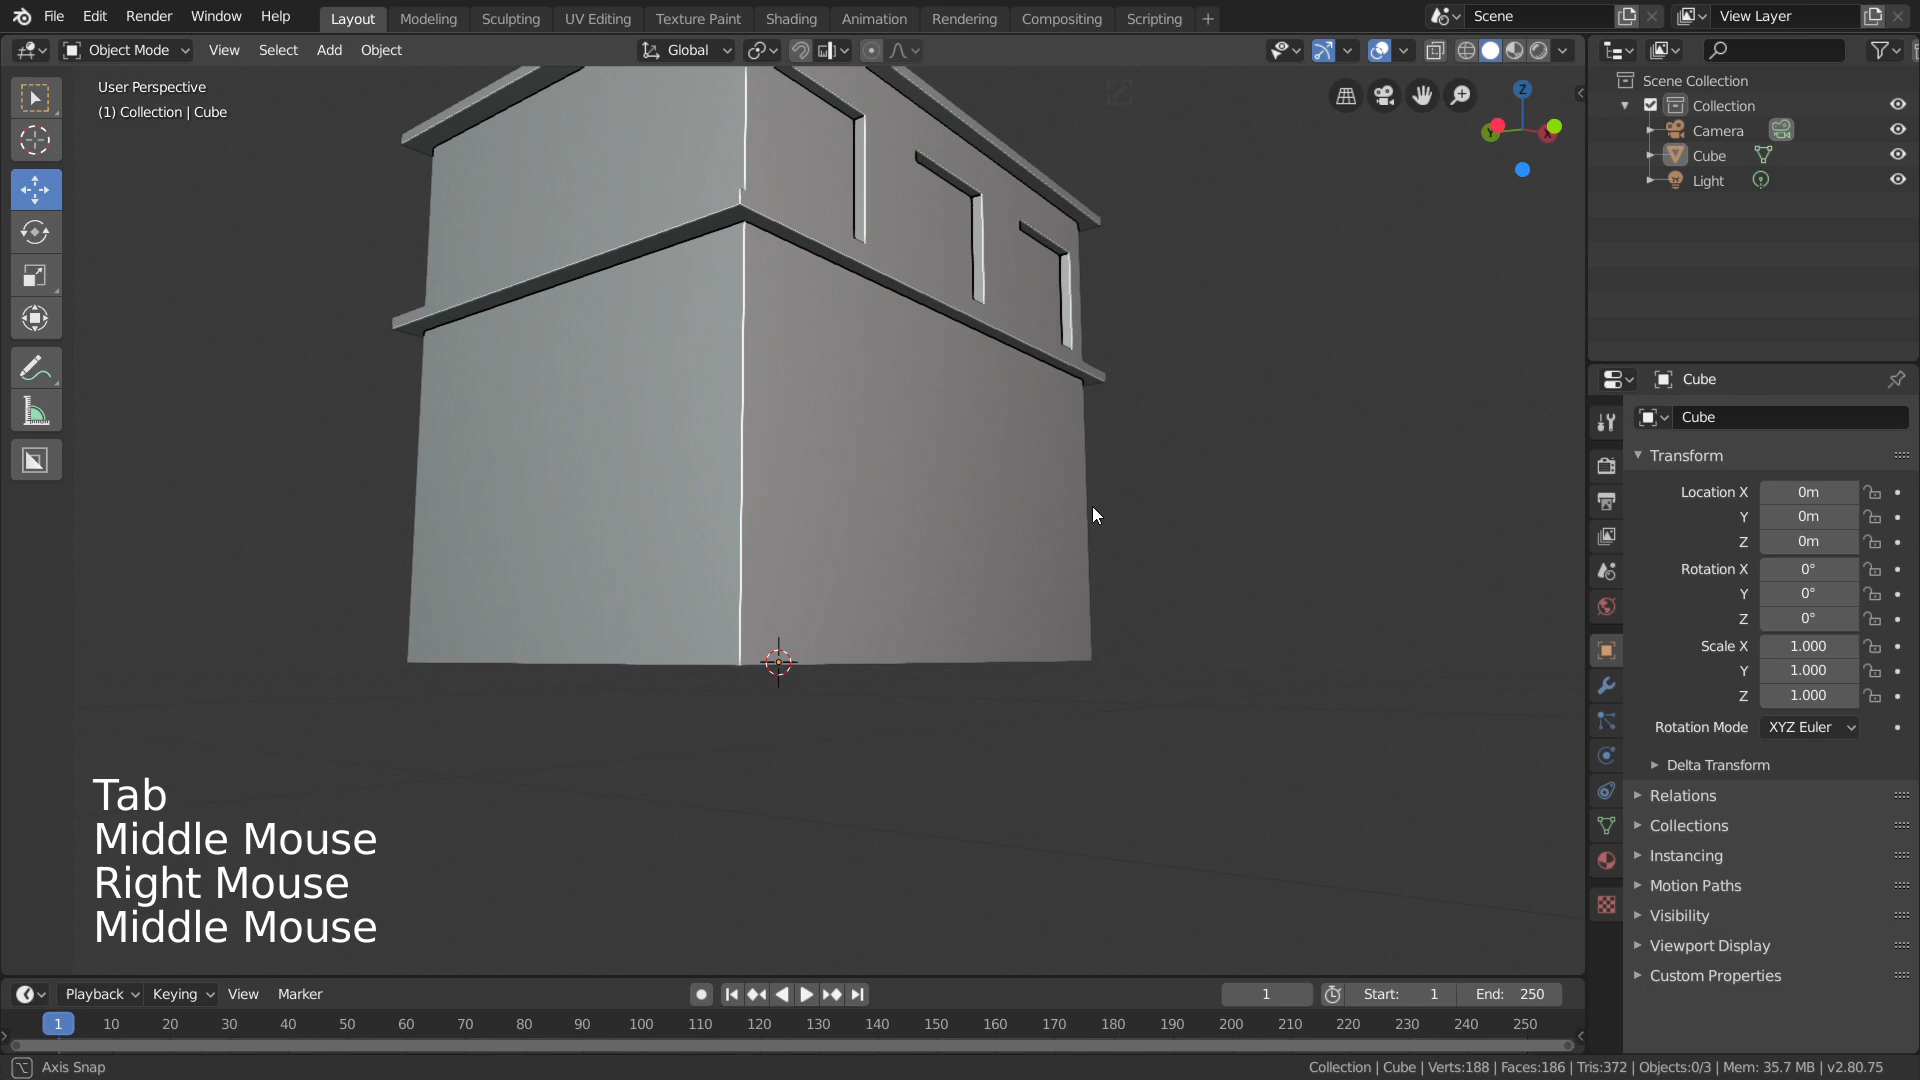 File Edit Render Window Help Layout Modeling Sculpting UV Editing Texture Paint Shading Animation Rendering Compositing Scripting + Scene View Layer
Object Mode View Select Add Object Global
User Perspective
(1) Collection | Cube
Z
Y X
Scene Collection
Collection
Camera
Cube
Light
Cube
Cube
Transform
Location X 0m
Y 0m
Z 0m
Rotation X 0°
Y 0°
Z 0°
Scale X 1.000
Y 1.000
Z 1.000
Rotation Mode XYZ Euler
Delta Transform
Relations
Collections
Instancing
Motion Paths
Visibility
Viewport Display
Custom Properties
Tab
Middle Mouse
Right Mouse
Middle Mouse
Playback Keying View Marker 1 Start: 1 End: 250
1 10 20 30 40 50 60 70 80 90 100 110 120 130 140 150 160 170 180 190 200 210 220 230 240 250
Axis Snap
Collection | Cube | Verts:188 | Faces:186 | Tris:372 | Objects:0/3 | Mem: 35.7 MB | v2.80.75